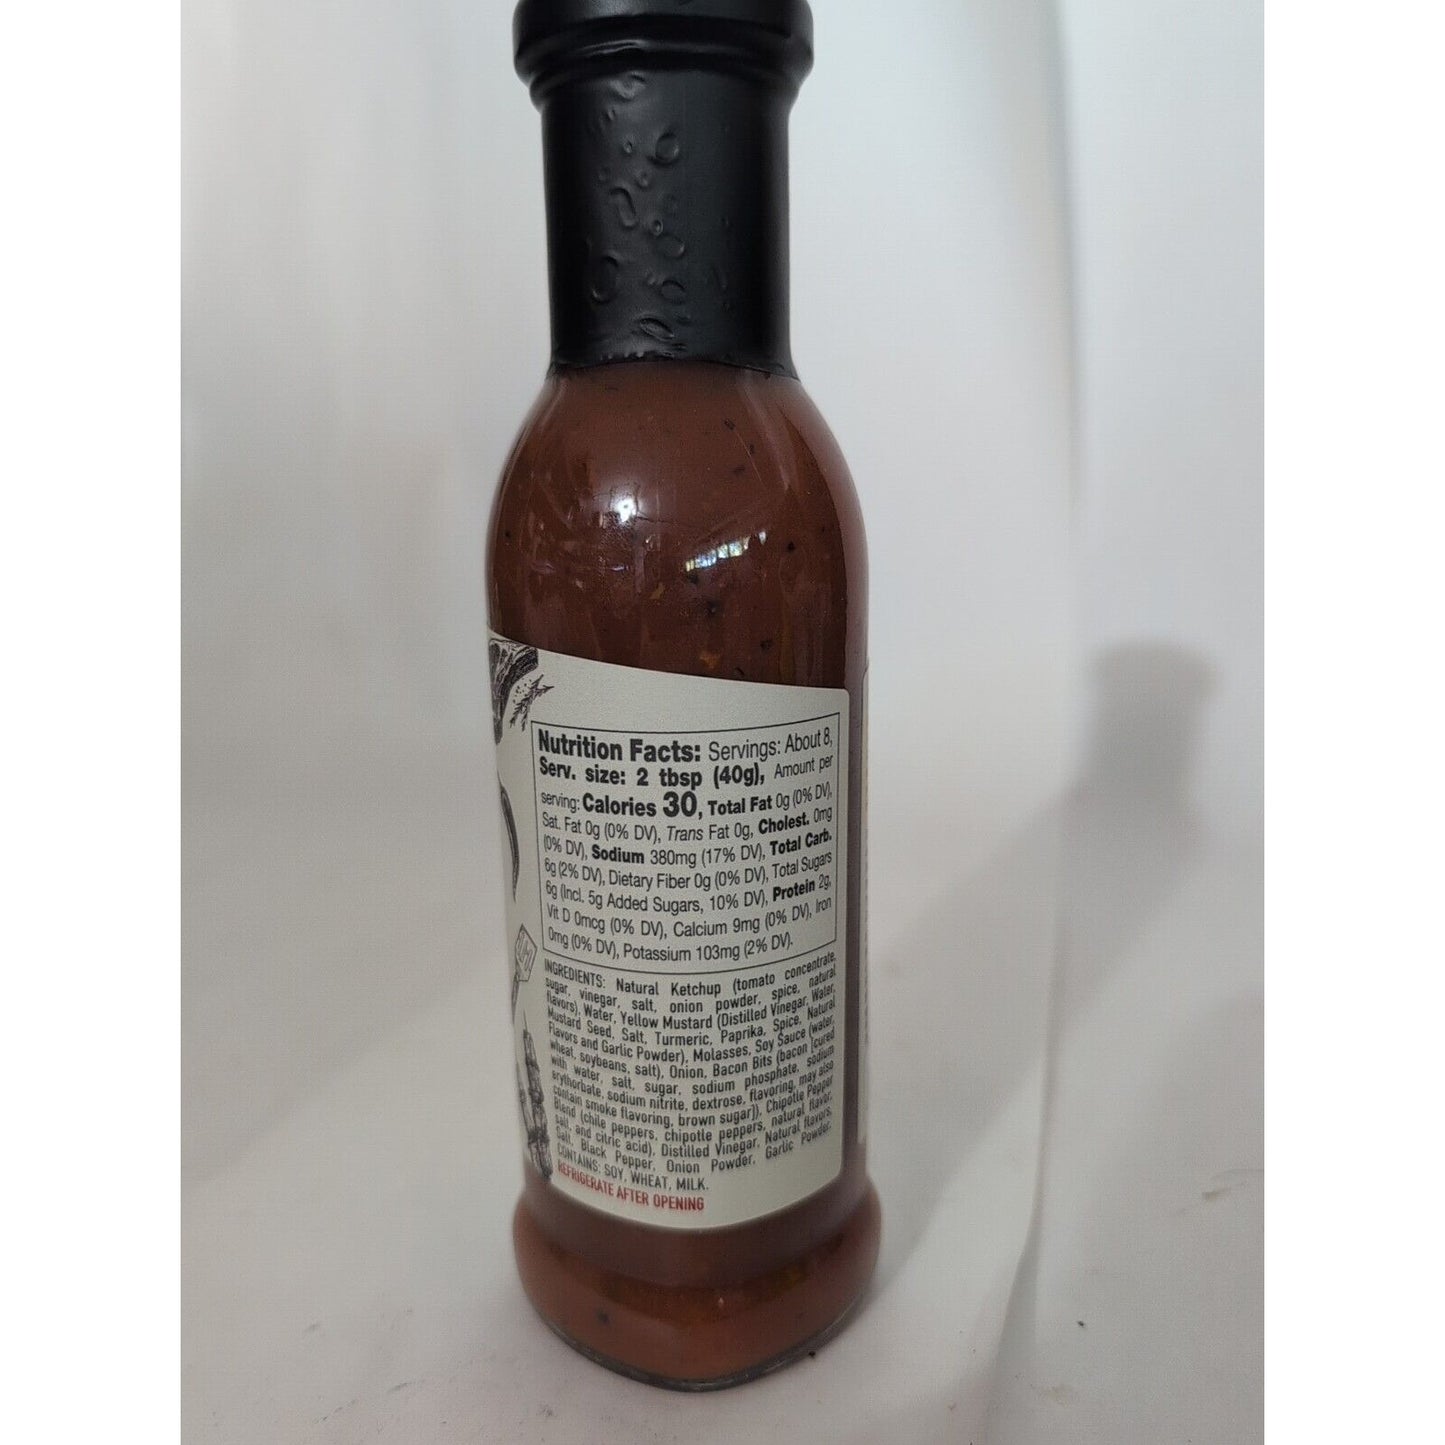 Nutrition Facts: Servings: About 8,
Serv. size: 2 tbsp (40g), Amount per
serving: Calories 30, Total Fat 0g (0% DV),
Sat. Fat 0g (0% DV), Trans Fat 0g, Cholest. 0mg
(0% DV), Sodium 380mg (17% DV), Total Carb.
6g (2% DV), Dietary Fiber 0g (0% DV), Total Sugars
6g (Incl. 5g Added Sugars, 10% DV), Protein 2g,
Vit D 0mcg (0% DV), Calcium 9mg (0% DV), Iron
0mg (0% DV), Potassium 103mg (2% DV).
INGREDIENTS: Natural Ketchup (tomato concentrate,
sugar, vinegar, salt, onion powder, spice, natural
flavors), Water, Yellow Mustard (Distilled Vinegar, Water,
Mustard Seed, Salt, Turmeric, Paprika, Spice, Natural
Flavors and Garlic Powder), Molasses, Soy Sauce (water,
wheat, soybeans, salt), Onion, Bacon Bits (bacon [cured
with water, salt, sugar, sodium phosphate, sodium
erythorbate, sodium nitrite, dextrose, flavoring, may also
contain smoke flavoring, brown sugar]), Chipotle Pepper
Blend (chile peppers, chipotle peppers, natural flavor,
salt, and citric acid), Distilled Vinegar, Natural flavors,
Salt, Black Pepper, Onion Powder, Garlic Powder.
CONTAINS: SOY, WHEAT, MILK.
REFRIGERATE AFTER OPENING